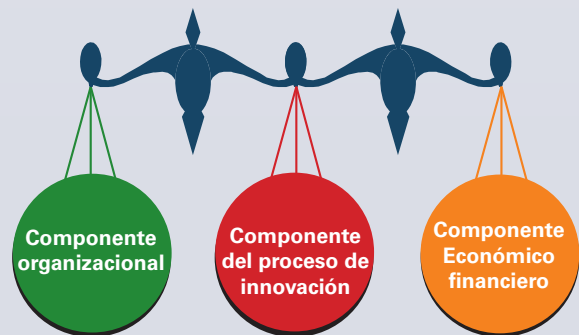 Componente
organizacional
Componente
del proceso de
innovación
Componente
Económico
financiero